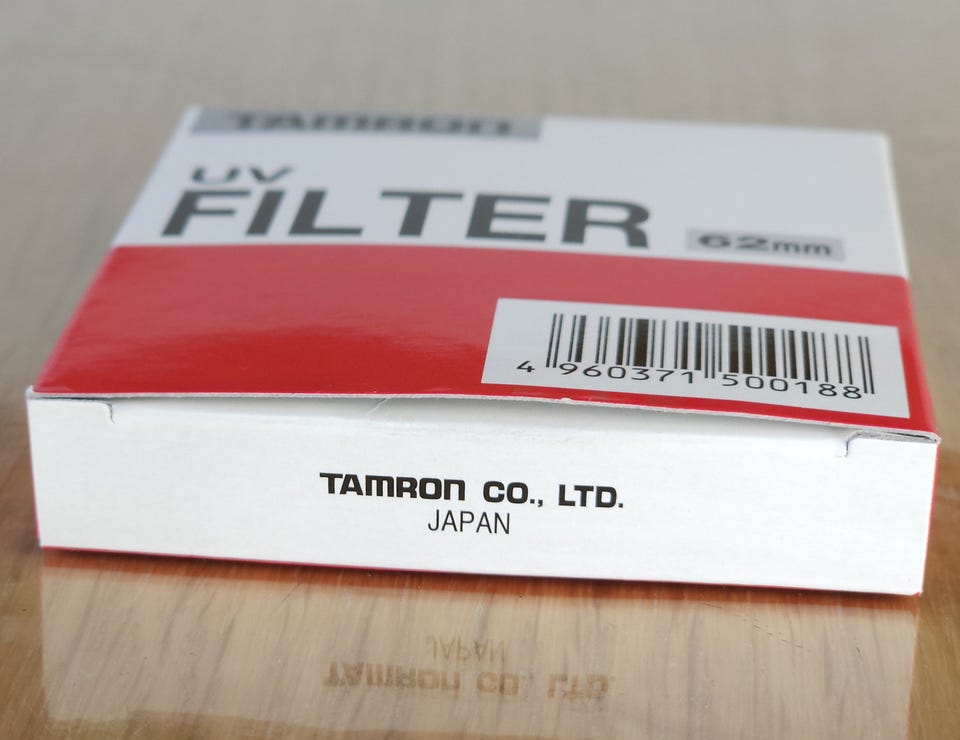 TAMRON
UV
FILTER 62mm
4 960371 500188
TAMRON CO., LTD.
JAPAN